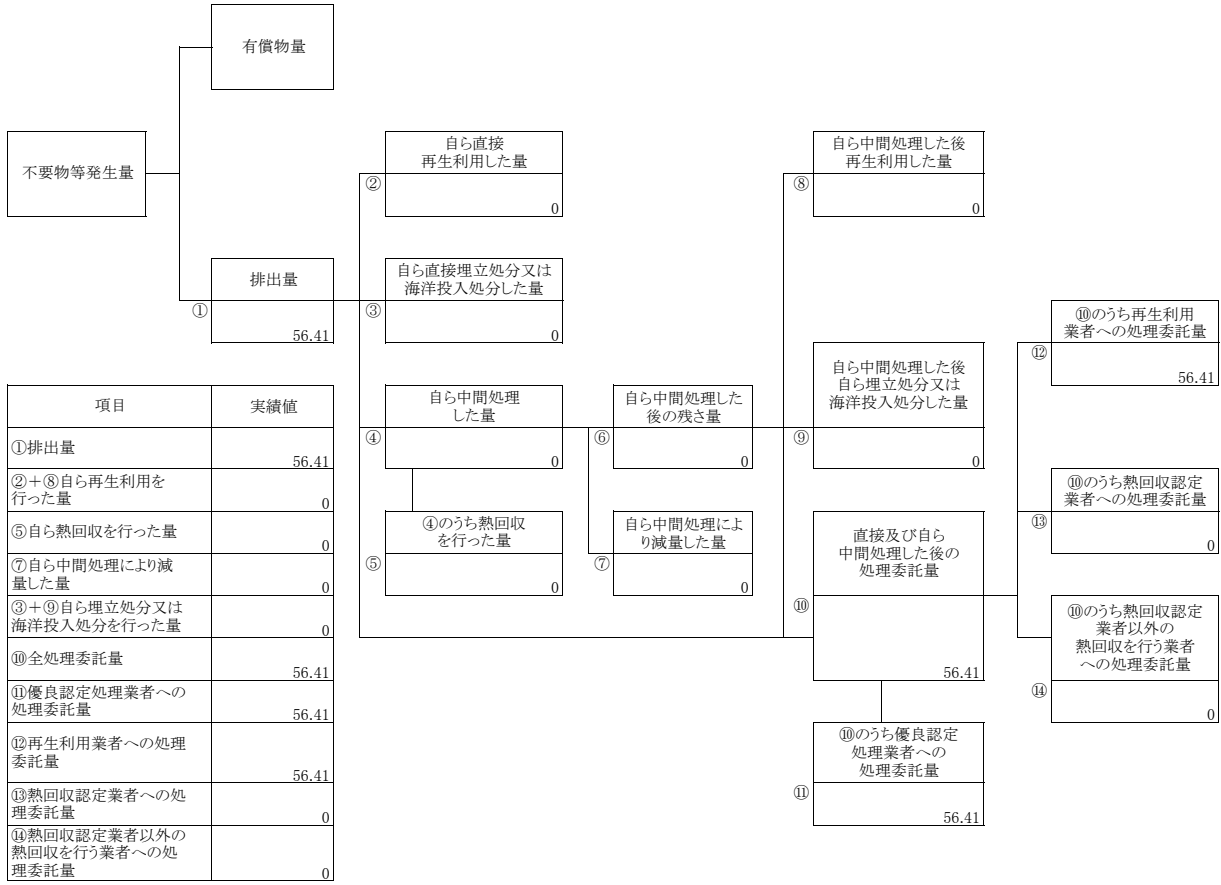 有償物量
不要物等発生量
自ら直接
再生利用した量
②
0
自ら中間処理した後
再生利用した量
⑧
0
排出量
①
56.41
自ら直接埋立処分又は
海洋投入処分した量
③
0
⑩のうち再生利用
業者への処理委託量
⑫
56.41
自ら中間処理
した量
④
0
自ら中間処理した
後の残さ量
⑥
0
自ら中間処理した後
自ら埋立処分又は
海洋投入処分した量
⑨
0
⑩のうち熱回収認定
業者への処理委託量
⑬
0
④のうち熱回収
を行った量
⑤
0
自ら中間処理によ
り減量した量
⑦
0
直接及び自ら
中間処理した後の
処理委託量
⑩
56.41
⑩のうち熱回収認定
業者以外の
熱回収を行う業者
への処理委託量
⑭
0
⑩のうち優良認定
処理業者への
処理委託量
⑪
56.41
項目 実績値
①排出量
56.41
②＋⑧自ら再生利用を
行った量
0
⑤自ら熱回収を行った量
0
⑦自ら中間処理により減
量した量
0
③＋⑨自ら埋立処分又は
海洋投入処分を行った量
0
⑩全処理委託量
56.41
⑪優良認定処理業者への
処理委託量
56.41
⑫再生利用業者への処理
委託量
56.41
⑬熱回収認定業者への処
理委託量
0
⑭熱回収認定業者以外の
熱回収を行う業者への処
理委託量
0